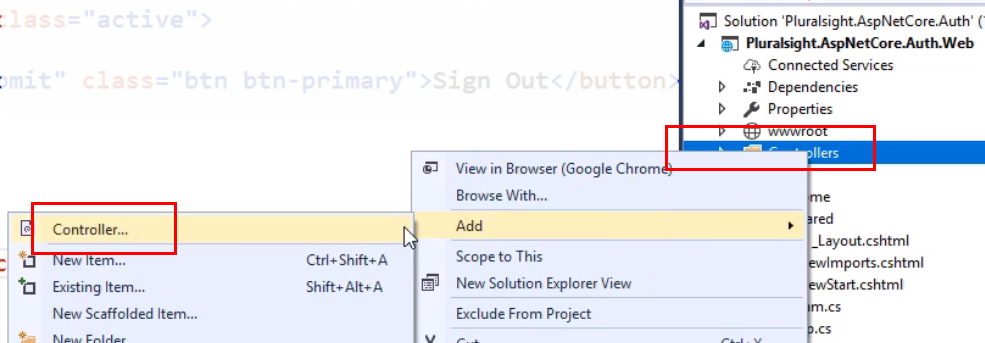 class="active">
omit" class="btn btn-primary">Sign Out</button>
Solution 'Pluralsight.AspNetCore.Auth' (
Pluralsight.AspNetCore.Auth.Web
Connected Services
Dependencies
Properties
wwwroot
Controllers
View in Browser (Google Chrome)
Browse With...
Add
Scope to This
New Solution Explorer View
Exclude From Project
Cut Ctrl+X
Controller...
New Item... Ctrl+Shift+A
Existing Item... Shift+Alt+A
New Scaffolded Item...
New Folder
me
ared
_Layout.cshtml
ewImports.cshtml
ewStart.cshtml
m.cs
p.cs